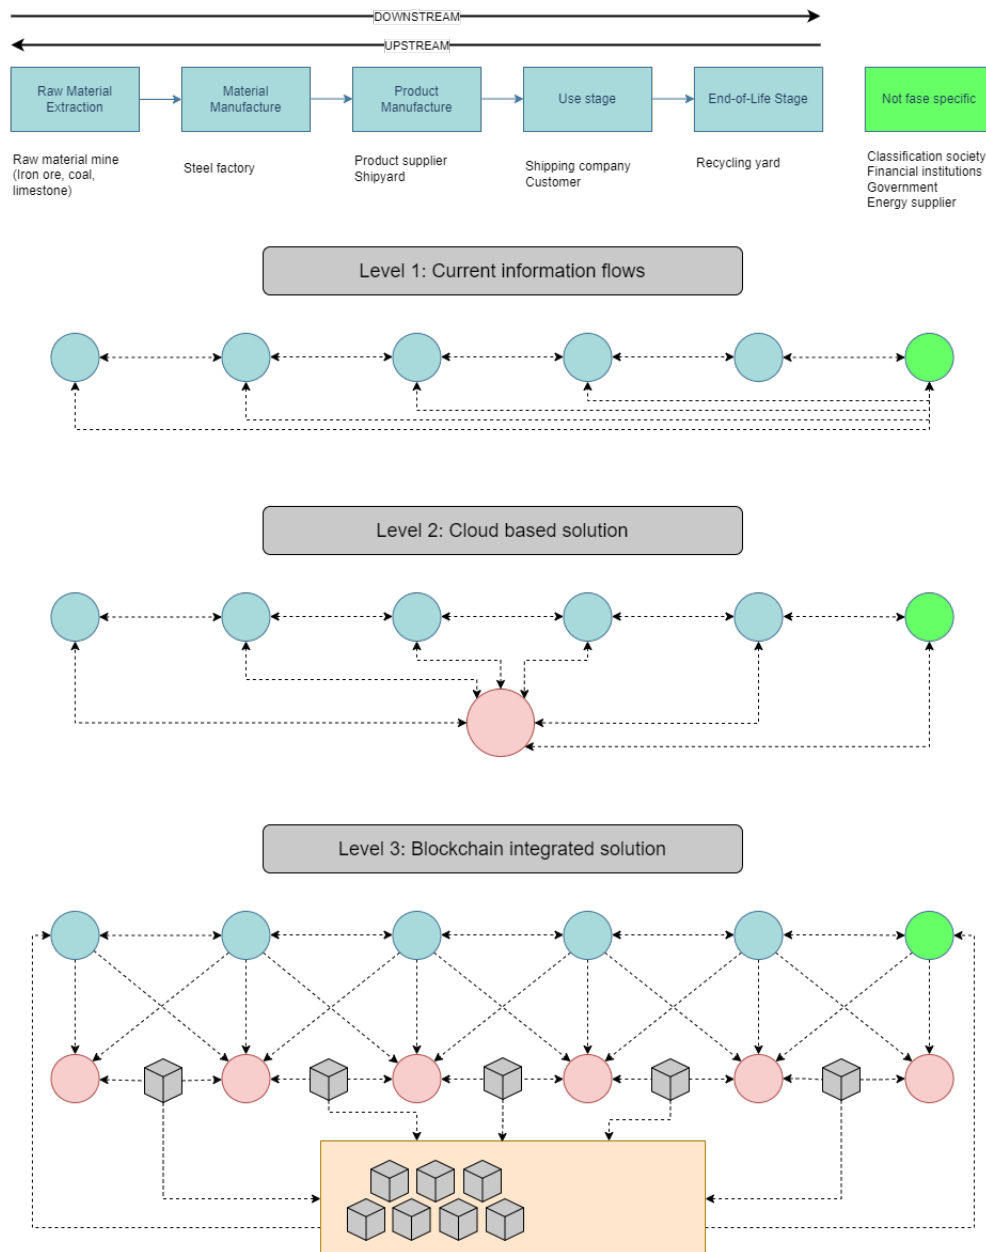 DOWNSTREAM
UPSTREAM
Raw Material
Extraction
Material
Manufacture
Product
Manufacture
Use stage
End-of-Life Stage
Not fase specific
Raw material mine
(Iron ore, coal,
limestone)
Steel factory
Product supplier
Shipyard
Shipping company
Customer
Recycling yard
Classification society
Financial institutions
Government
Energy supplier
Level 1: Current information flows
Level 2: Cloud based solution
Level 3: Blockchain integrated solution